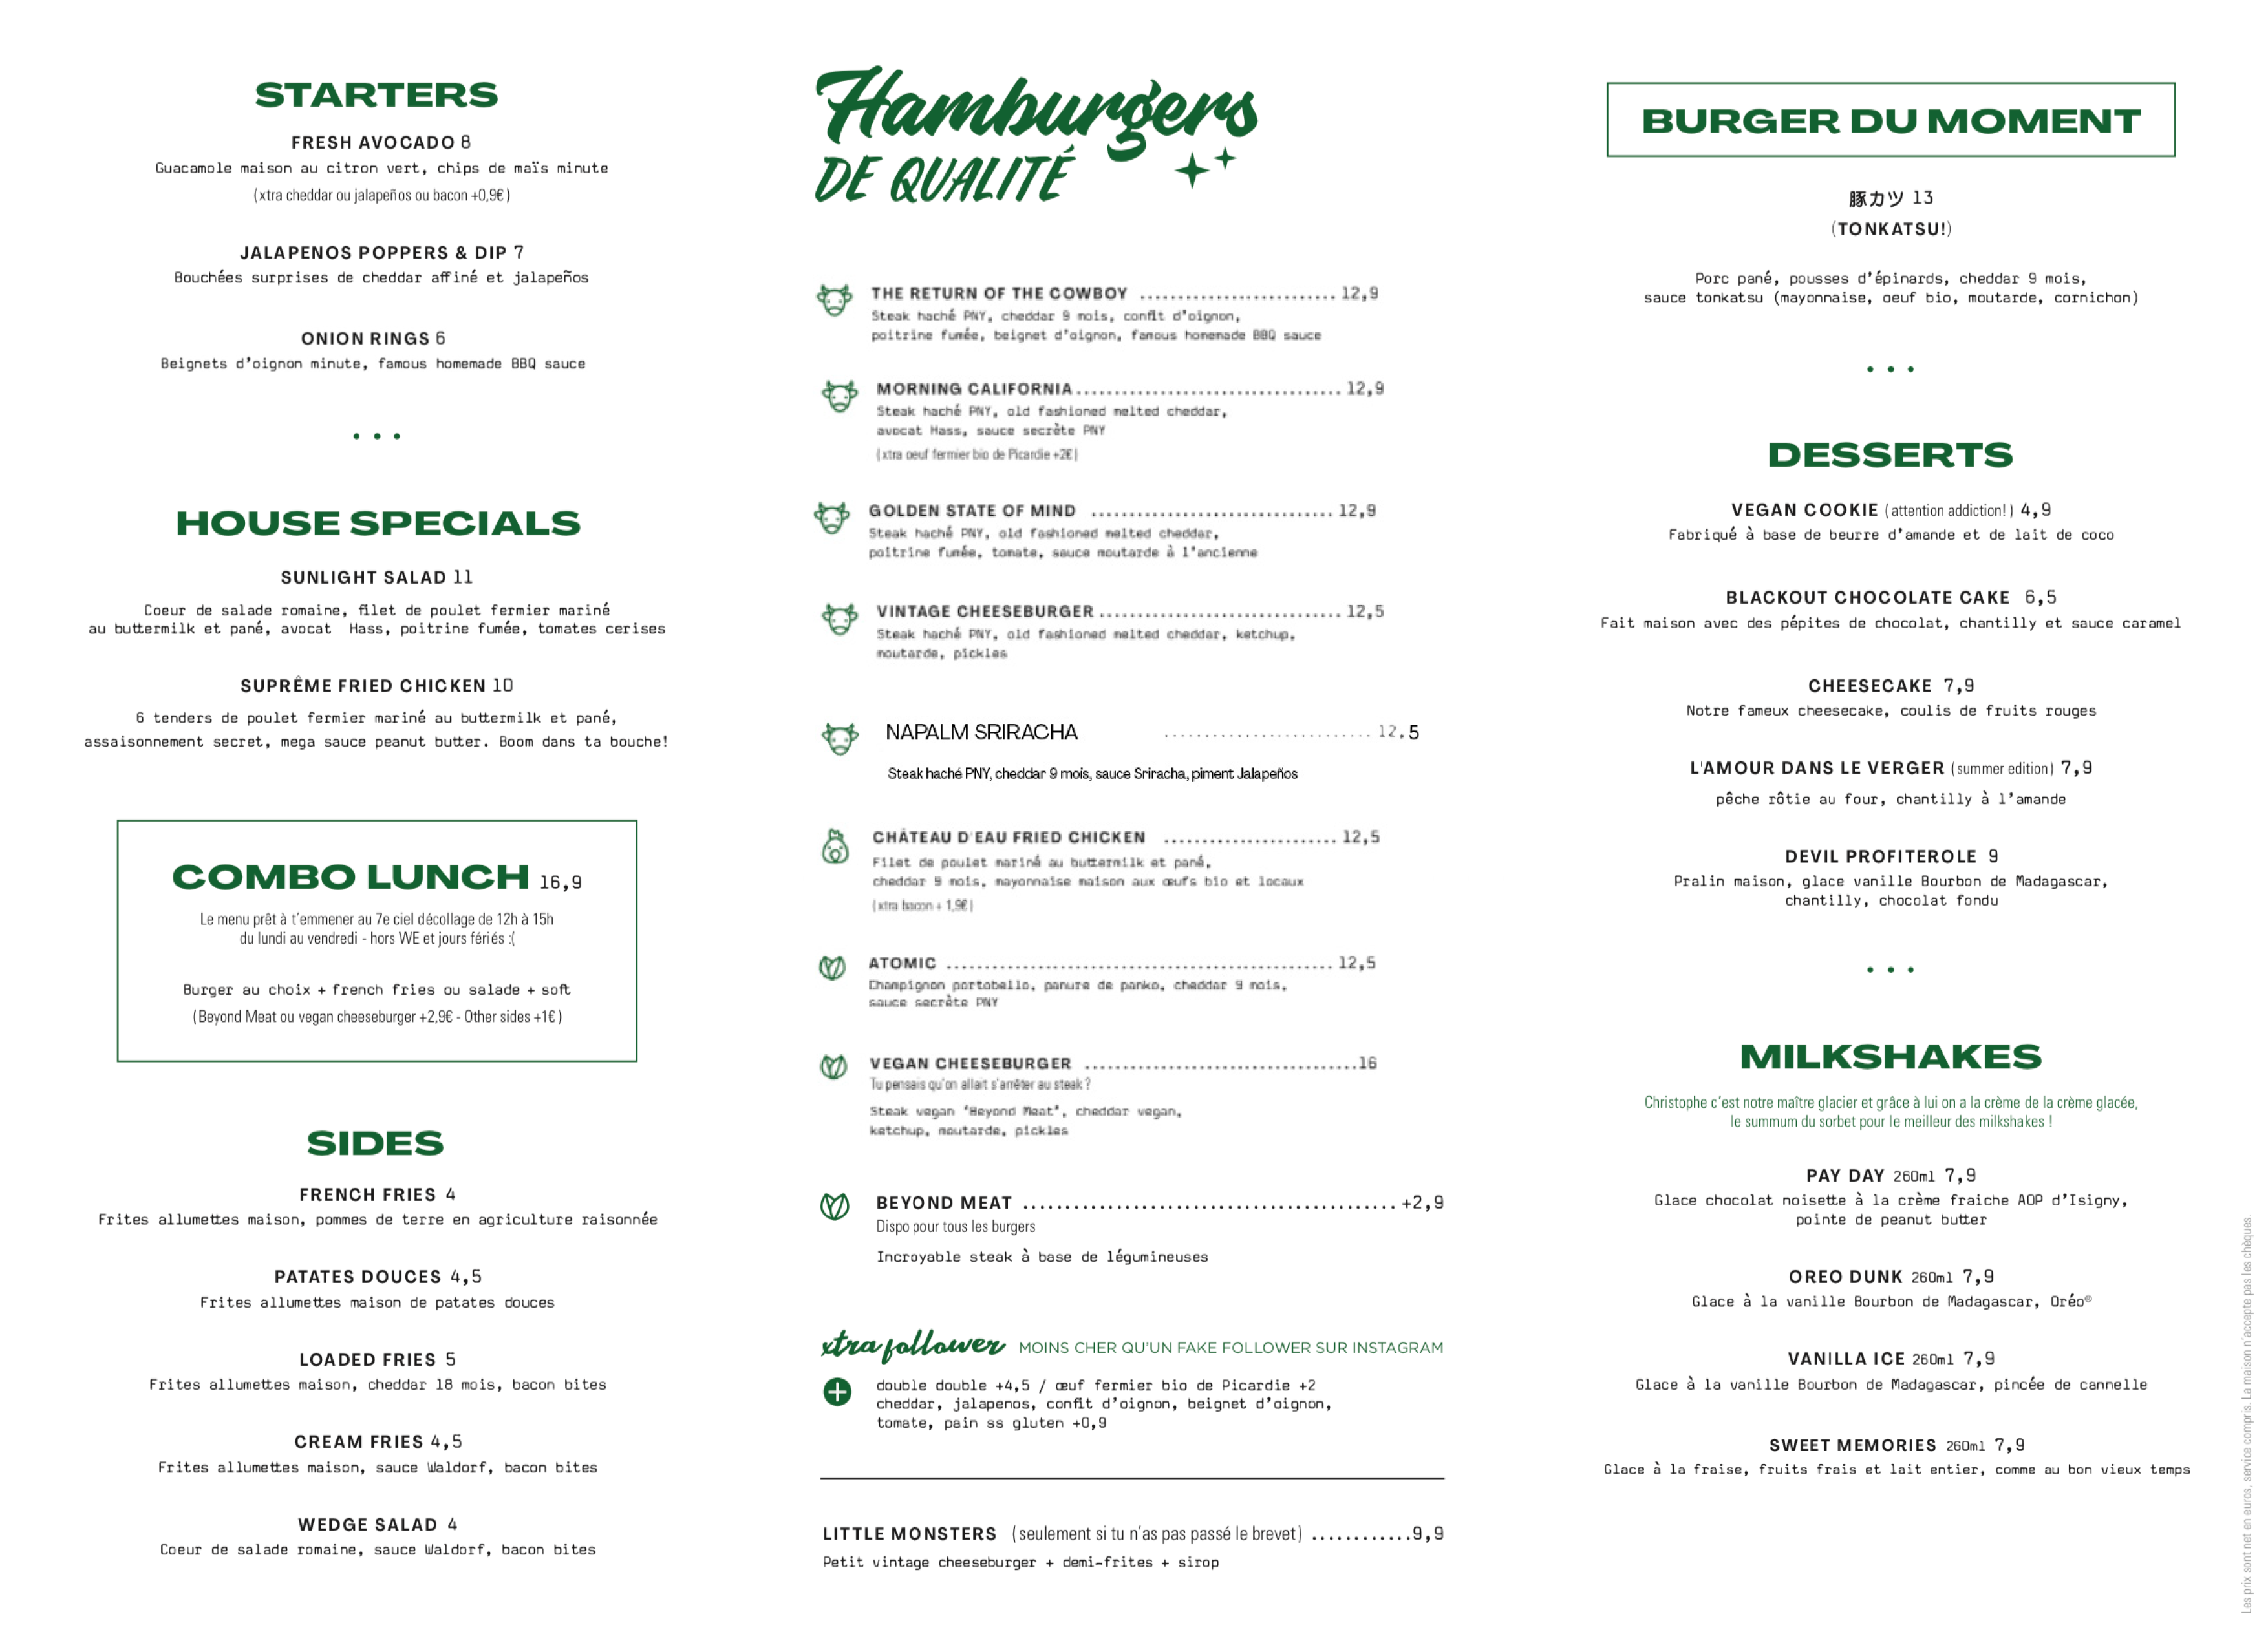 STARTERS
FRESH AVOCADO 8
Guacamole maison au citron vert, chips de maïs minute
(xtra cheddar ou jalapeños ou bacon +0,9€)
JALAPENOS POPPERS & DIP 7
Bouchées surprises de cheddar affiné et jalapeños
ONION RINGS 6
Beignets d'oignon minute, famous homemade BBQ sauce
• • •
HOUSE SPECIALS
SUNLIGHT SALAD 11
Coeur de salade romaine, filet de poulet fermier mariné
au buttermilk et pané, avocat Hass, poitrine fumée, tomates cerises
SUPRÊME FRIED CHICKEN 10
6 tenders de poulet fermier mariné au buttermilk et pané,
assaisonnement secret, mega sauce peanut butter. Boom dans ta bouche!
COMBO LUNCH 16,9
Le menu prêt à t'emmener au 7e ciel décollage de 12h à 15h
du lundi au vendredi - hors WE et jours fériés :(
Burger au choix + french fries ou salade + soft
(Beyond Meat ou vegan cheeseburger +2,9€ - Other sides +1€)
SIDES
FRENCH FRIES 4
Frites allumettes maison, pommes de terre en agriculture raisonnée
PATATES DOUCES 4,5
Frites allumettes maison de patates douces
LOADED FRIES 5
Frites allumettes maison, cheddar 18 mois, bacon bites
CREAM FRIES 4,5
Frites allumettes maison, sauce Waldorf, bacon bites
WEDGE SALAD 4
Coeur de salade romaine, sauce Waldorf, bacon bites
Hamburgers
DE QUALITÉ
THE RETURN OF THE COWBOY .......................... 12,9
Steak haché PNY, cheddar 9 mois, confit d'oignon,
poitrine fumée, beignet d'oignon, famous homemade BBQ sauce
MORNING CALIFORNIA ................................... 12,9
Steak haché PNY, old fashioned melted cheddar,
avocat Hass, sauce secrète PNY
(xtra oeuf fermier bio de Picardie +2€)
GOLDEN STATE OF MIND ................................ 12,9
Steak haché PNY, old fashioned melted cheddar,
poitrine fumée, tomate, sauce moutarde à l'ancienne
VINTAGE CHEESEBURGER ................................ 12,5
Steak haché PNY, old fashioned melted cheddar, ketchup,
moutarde, pickles
NAPALM SRIRACHA .......................... 12,5
Steak haché PNY, cheddar 9 mois, sauce Sriracha, piment Jalapeños
CHÂTEAU D'EAU FRIED CHICKEN ....................... 12,5
Filet de poulet mariné au buttermilk et pané,
cheddar 9 mois, mayonnaise maison aux œufs bio et locaux
(xtra bacon + 1,9€)
ATOMIC ................................................... 12,5
Champignon portobello, panure de panko, cheddar 9 mois,
sauce secrète PNY
VEGAN CHEESEBURGER ....................................16
Tu pensais qu'on allait s'arrêter au steak ?
Steak vegan 'Beyond Meat', cheddar vegan,
ketchup, moutarde, pickles
BEYOND MEAT ............................................. +2,9
Dispo pour tous les burgers
Incroyable steak à base de légumineuses
xtra follower MOINS CHER QU'UN FAKE FOLLOWER SUR INSTAGRAM
double double +4,5 / œuf fermier bio de Picardie +2
cheddar, jalapenos, confit d'oignon, beignet d'oignon,
tomate, pain ss gluten +0,9
LITTLE MONSTERS (seulement si tu n'as pas passé le brevet) ............9,9
Petit vintage cheeseburger + demi-frites + sirop
BURGER DU MOMENT
豚カツ 13
(TONKATSU!)
Porc pané, pousses d'épinards, cheddar 9 mois,
sauce tonkatsu (mayonnaise, oeuf bio, moutarde, cornichon)
• • •
DESSERTS
VEGAN COOKIE (attention addiction!) 4,9
Fabriqué à base de beurre d'amande et de lait de coco
BLACKOUT CHOCOLATE CAKE 6,5
Fait maison avec des pépites de chocolat, chantilly et sauce caramel
CHEESECAKE 7,9
Notre fameux cheesecake, coulis de fruits rouges
L'AMOUR DANS LE VERGER (summer edition) 7,9
pêche rôtie au four, chantilly à l'amande
DEVIL PROFITEROLE 9
Pralin maison, glace vanille Bourbon de Madagascar,
chantilly, chocolat fondu
• • •
MILKSHAKES
Christophe c'est notre maître glacier et grâce à lui on a la crème de la crème glacée,
le summum du sorbet pour le meilleur des milkshakes !
PAY DAY 260ml 7,9
Glace chocolat noisette à la crème fraiche AOP d'Isigny,
pointe de peanut butter
OREO DUNK 260ml 7,9
Glace à la vanille Bourbon de Madagascar, Oréo®
VANILLA ICE 260ml 7,9
Glace à la vanille Bourbon de Madagascar, pincée de cannelle
SWEET MEMORIES 260ml 7,9
Glace à la fraise, fruits frais et lait entier, comme au bon vieux temps
Les prix sont net en euros, service compris. La maison n'accepte pas les chèques.